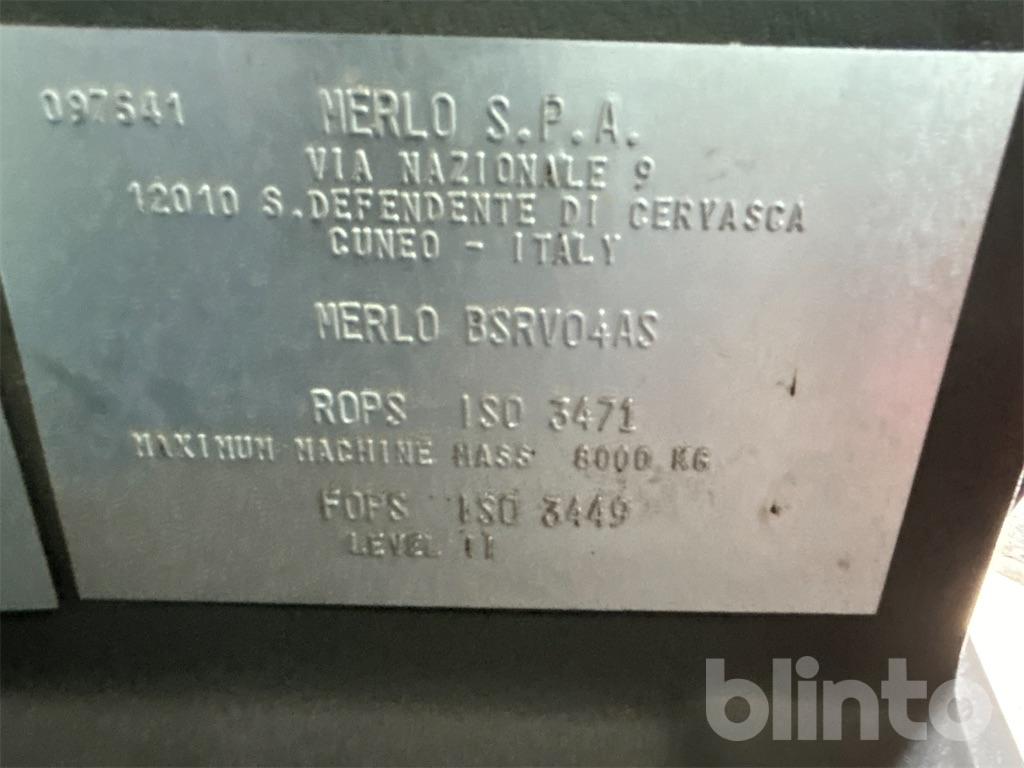 097641 MERLO S.P.A.
VIA NAZIONALE 9
12010 S.DEFENDENTE DI CERVASCA
CUNEO - ITALY
MERLO BSRV04AS
ROPS ISO 3471
MAXIMUM MACHINE MASS 8000 KG
FOPS ISO 3449
LEVEL II
blinto